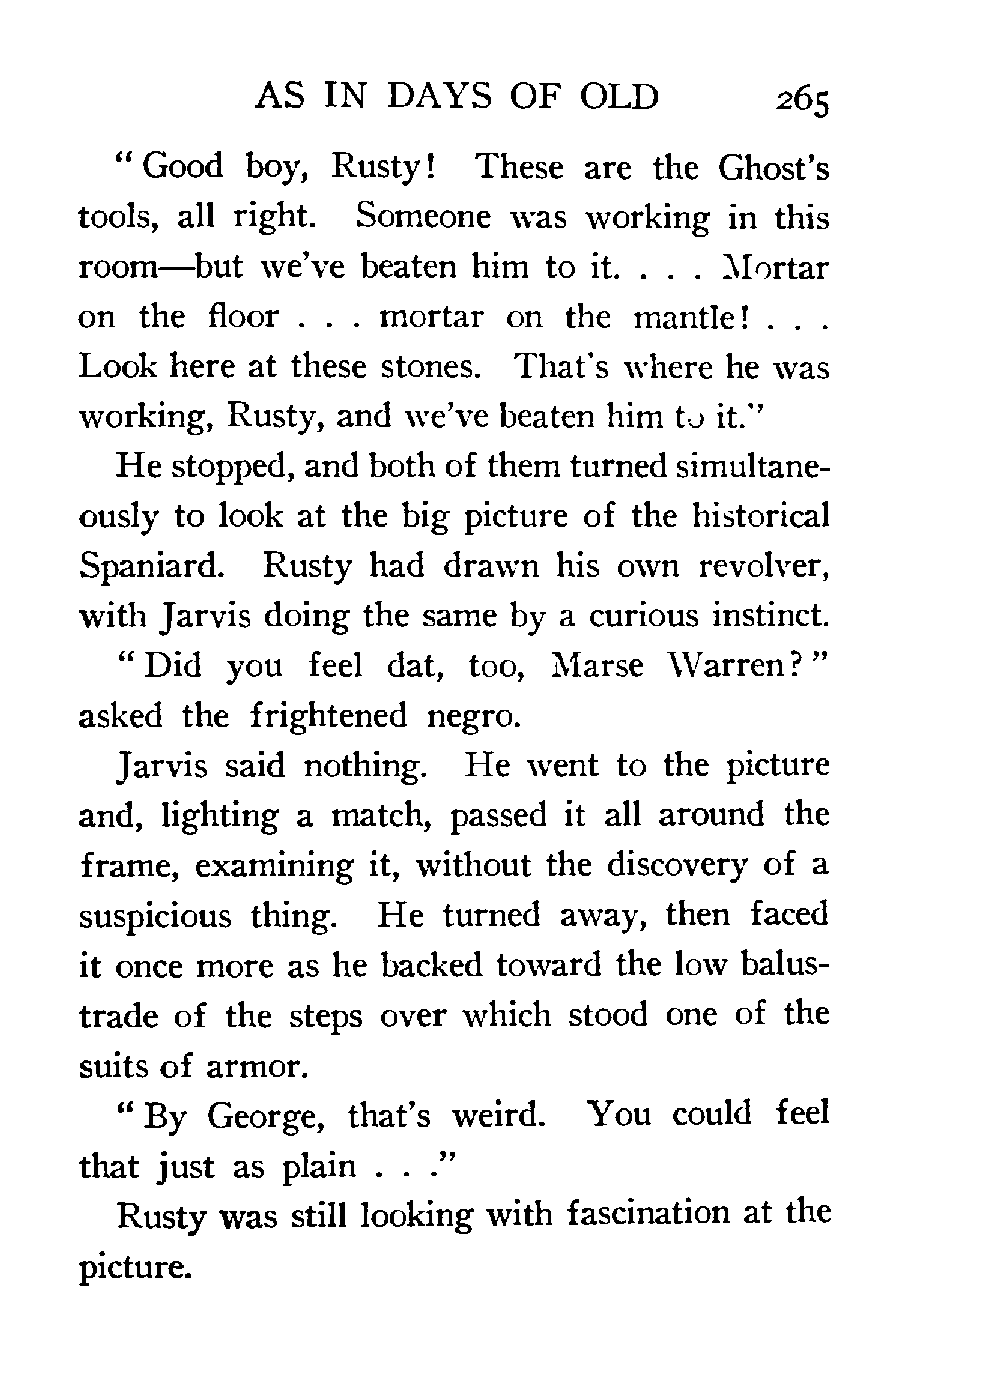 AS IN DAYS OF OLD 265
" Good boy, Rusty! These are the Ghost's
tools, all right. Someone was working in this
room—but we've beaten him to it. . . . Mortar
on the floor . . . mortar on the mantle! . . .
Look here at these stones. That's where he was
working, Rusty, and we've beaten him to it."
He stopped, and both of them turned simultane-
ously to look at the big picture of the historical
Spaniard. Rusty had drawn his own revolver,
with Jarvis doing the same by a curious instinct.
" Did you feel dat, too, Marse Warren? "
asked the frightened negro.
Jarvis said nothing. He went to the picture
and, lighting a match, passed it all around the
frame, examining it, without the discovery of a
suspicious thing. He turned away, then faced
it once more as he backed toward the low balus-
trade of the steps over which stood one of the
suits of armor.
" By George, that's weird. You could feel
that just as plain . . ."
Rusty was still looking with fascination at the
picture.